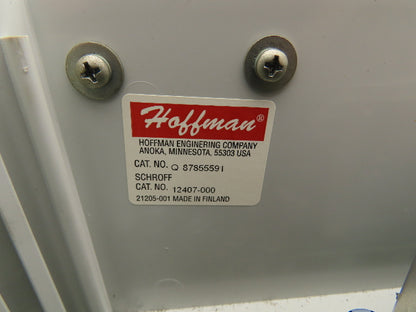 Hoffman®
HOFFMAN ENGINERING COMPANY
ANOKA, MINNESOTA, 55303 USA
CAT. NO. Q 87855591
SCHROFF
CAT. NO. 12407-000
21205-001 MADE IN FINLAND